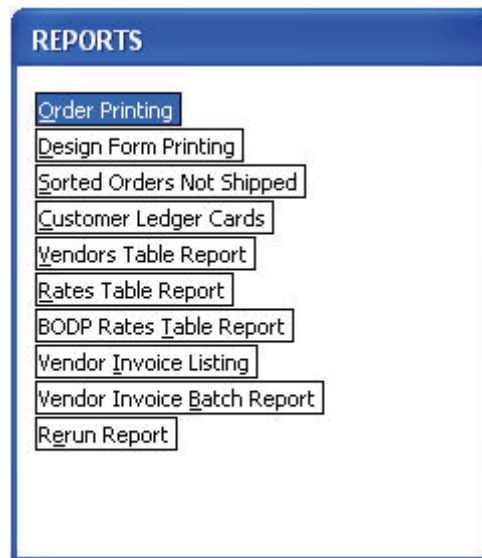 REPORTS
Order Printing
Design Form Printing
Sorted Orders Not Shipped
Customer Ledger Cards
Vendors Table Report
Rates Table Report
BODP Rates Table Report
Vendor Invoice Listing
Vendor Invoice Batch Report
Rerun Report